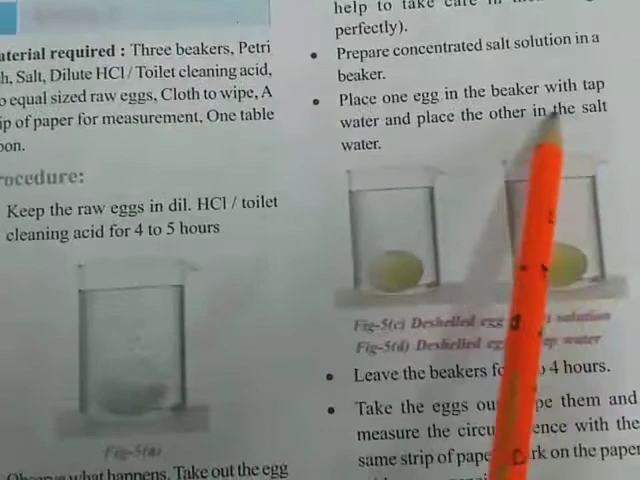 aterial required : Three beakers, Petri
h, Salt, Dilute HCl / Toilet cleaning acid,
o equal sized raw eggs, Cloth to wipe, A
ip of paper for measurement, One table
oon.
rocedure:
Keep the raw eggs in dil. HCl / toilet
cleaning acid for 4 to 5 hours
Fig-5(a)
Observe what happens. Take out the egg
help to take care in
perfectly).
• Prepare concentrated salt solution in a
beaker.
• Place one egg in the beaker with tap
water and place the other in the salt
water.
Fig-5(c) Deshelled egg solution
Fig-5(d) Deshelled eg ap water
• Leave the beakers fo 4 hours.
• Take the eggs ou pe them and
measure the circu ence with the
same strip of pape rk on the paper